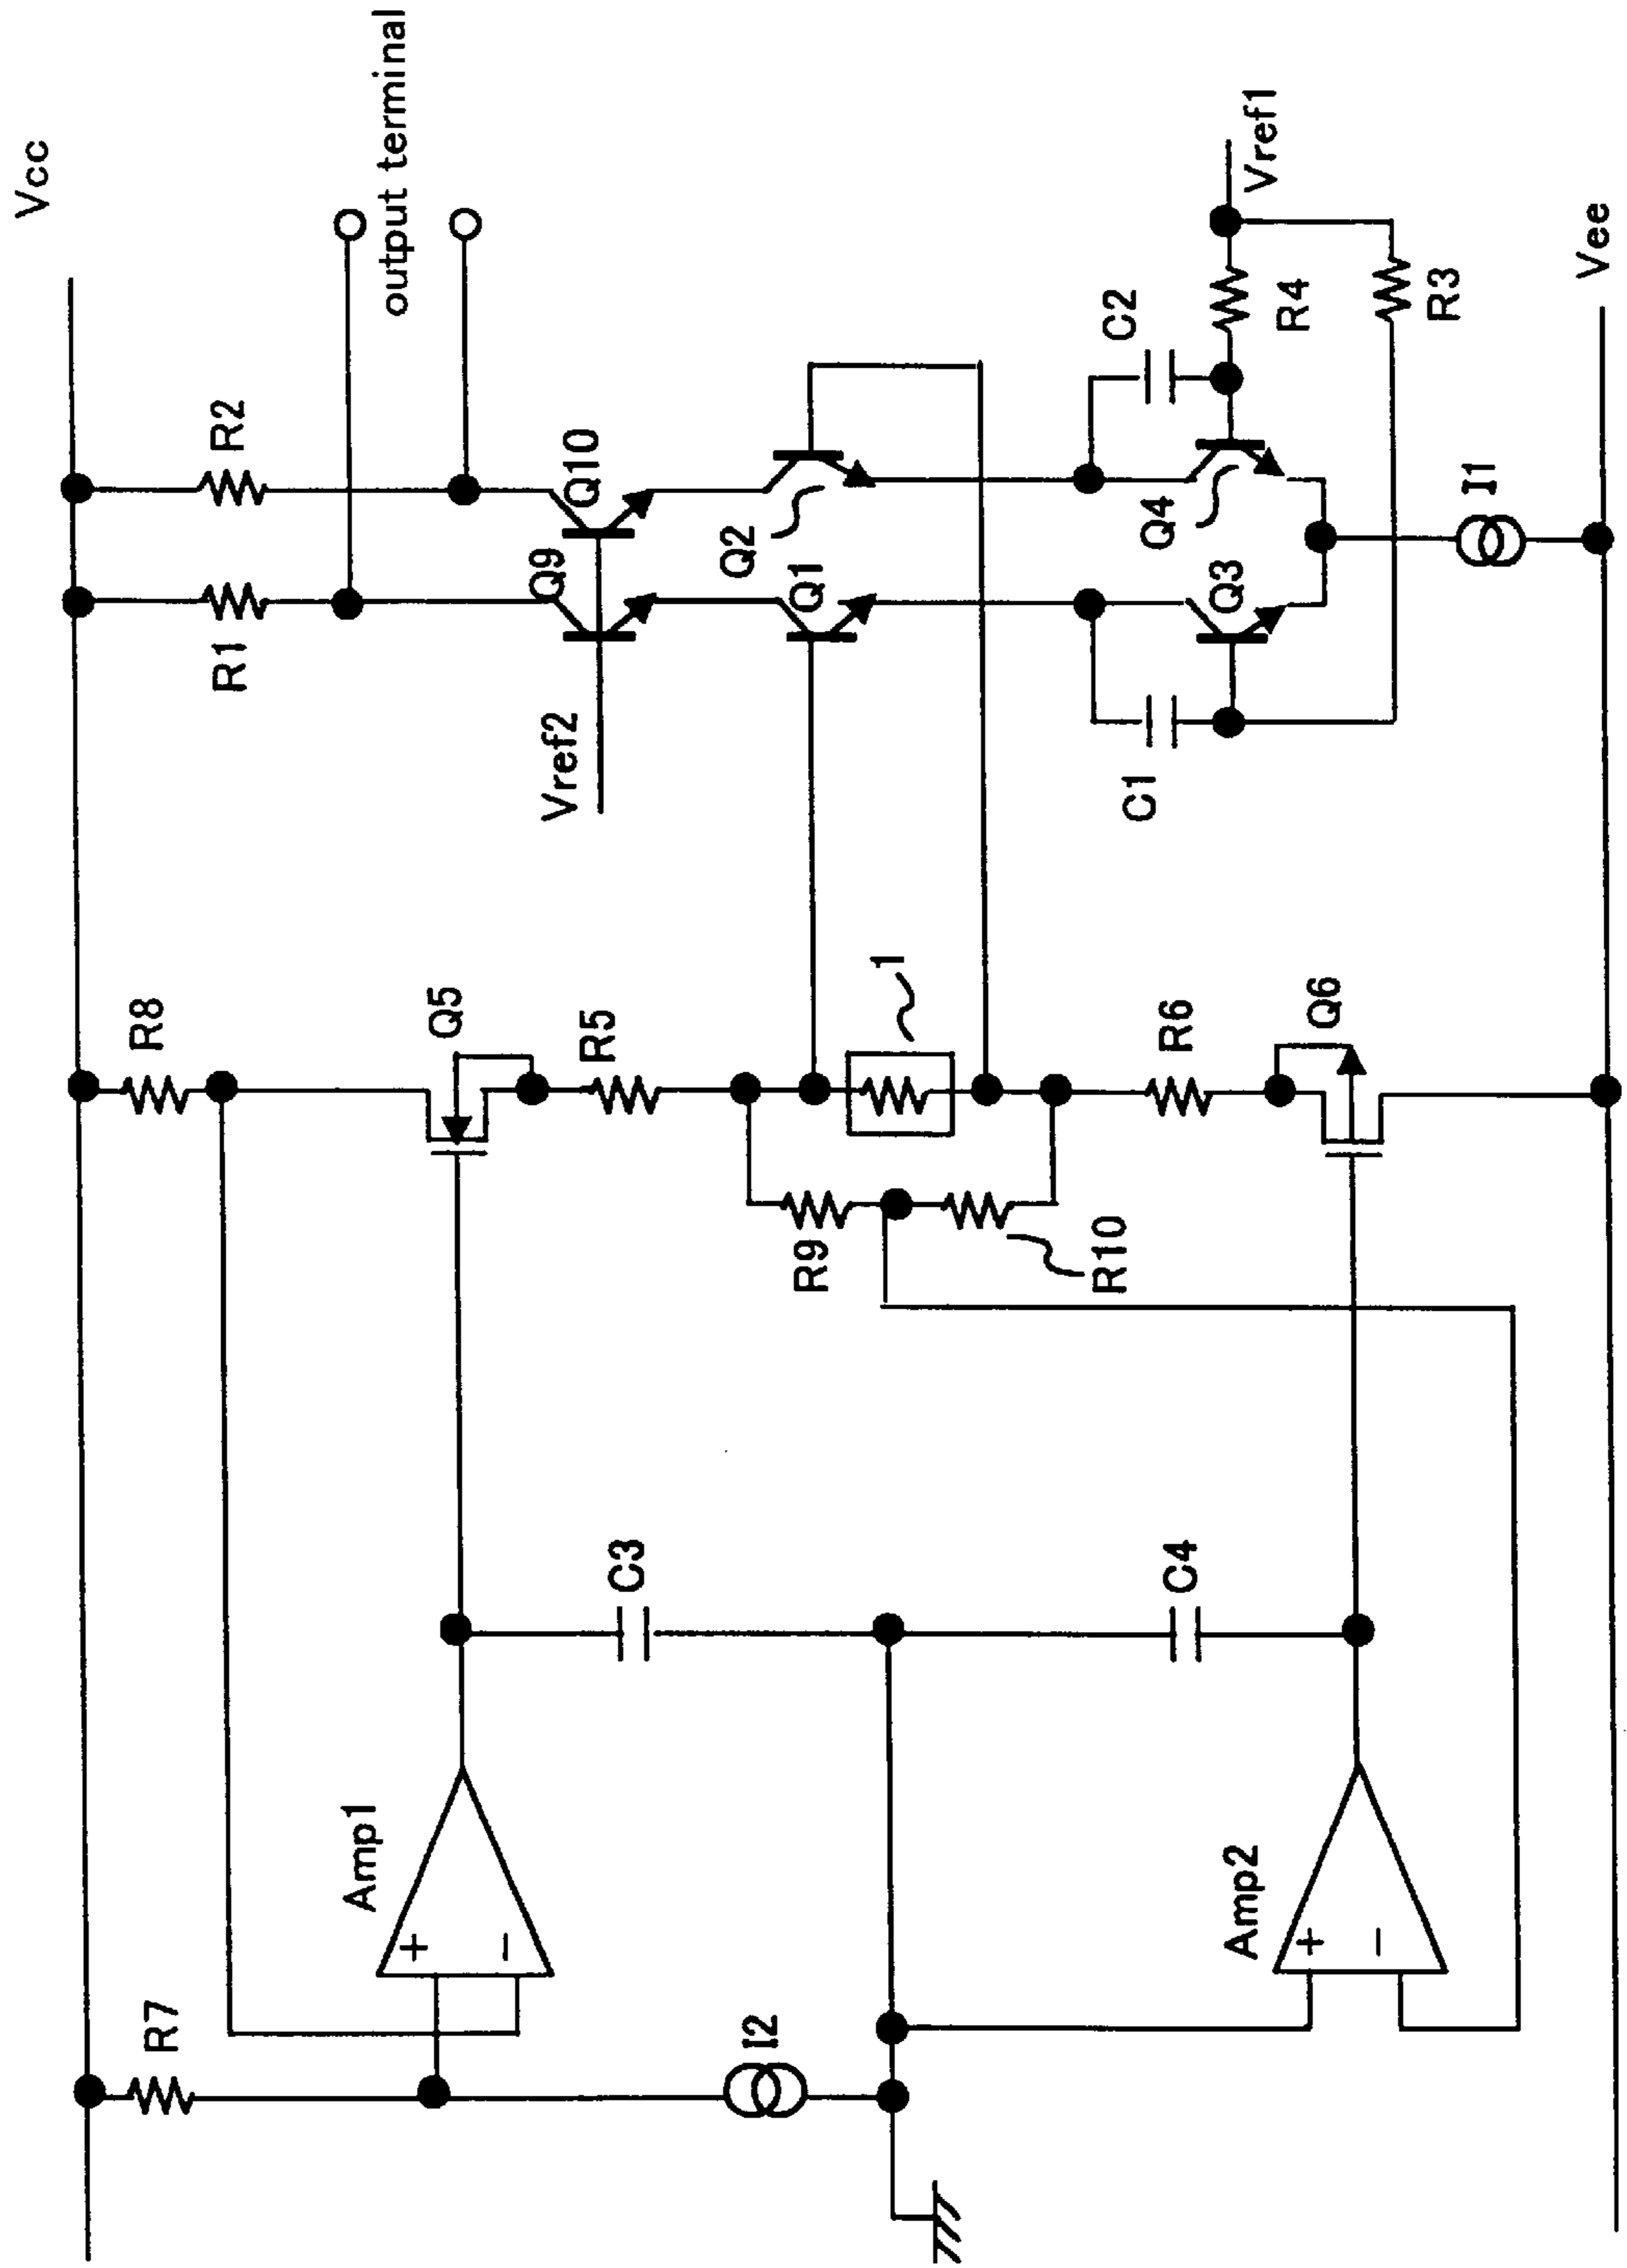 Vcc
output terminal
R2
R1
Q10
Q9
Vref2
Q2
Q1
Vref1
C2
R4
R3
Q4
Q3
C1
I1
Vee
R8
Q5
R5
1
R9
R10
R6
Q6
C3
C4
Amp1
+
-
Amp2
+
-
R7
I2